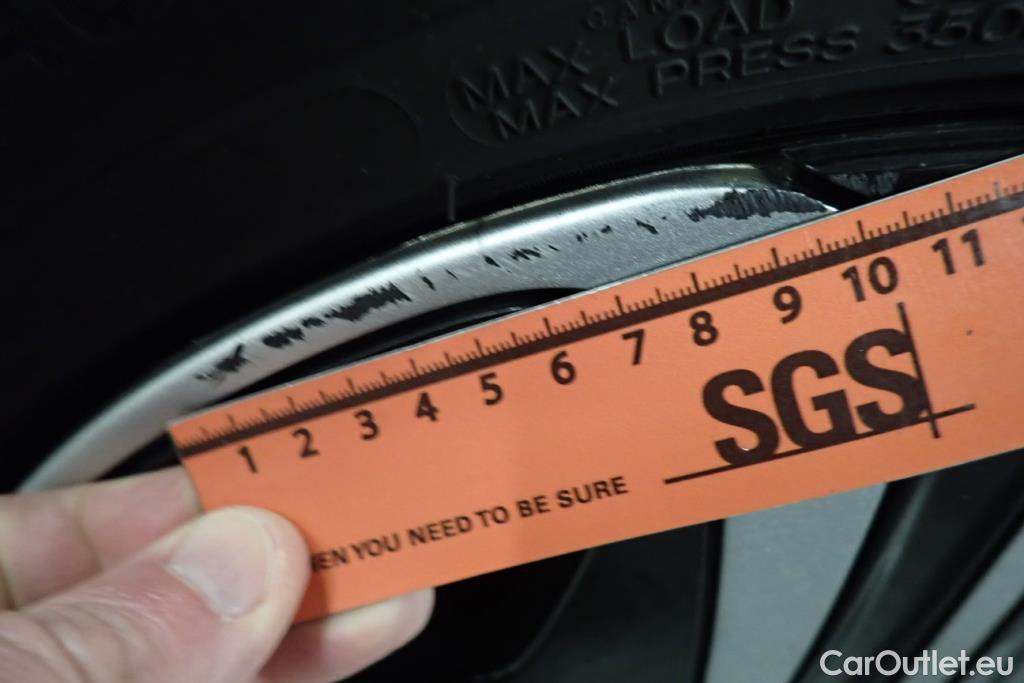 MAX LOAD
MAX PRESS 350
1 2 3 4 5 6 7 8 9 10 11
SGS
WHEN YOU NEED TO BE SURE
CarOutlet.eu